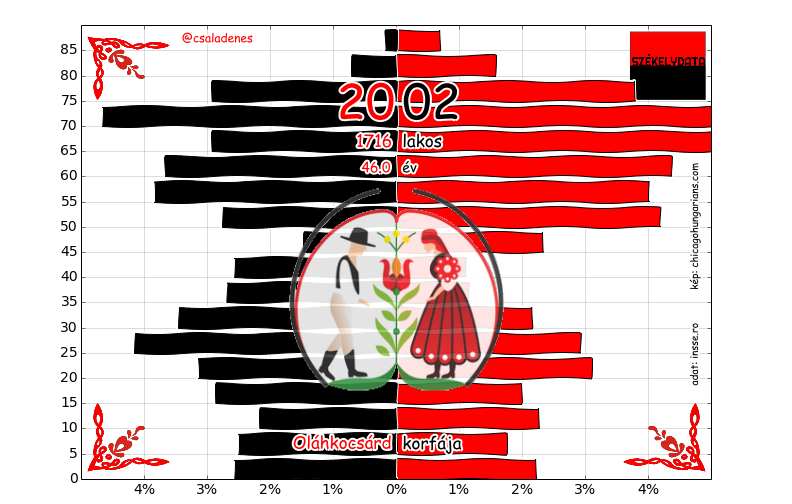 @csaladenes
SZÉKELYDATA
2002
1716 lakos
46.0 év
85
80
75
70
65
60
55
50
45
40
35
30
25
20
15
10
5
0
kép: chicagohungarians.com
adat: insse.ro
Oláhkocsárd korfája
4% 3% 2% 1% 0% 1% 2% 3% 4%